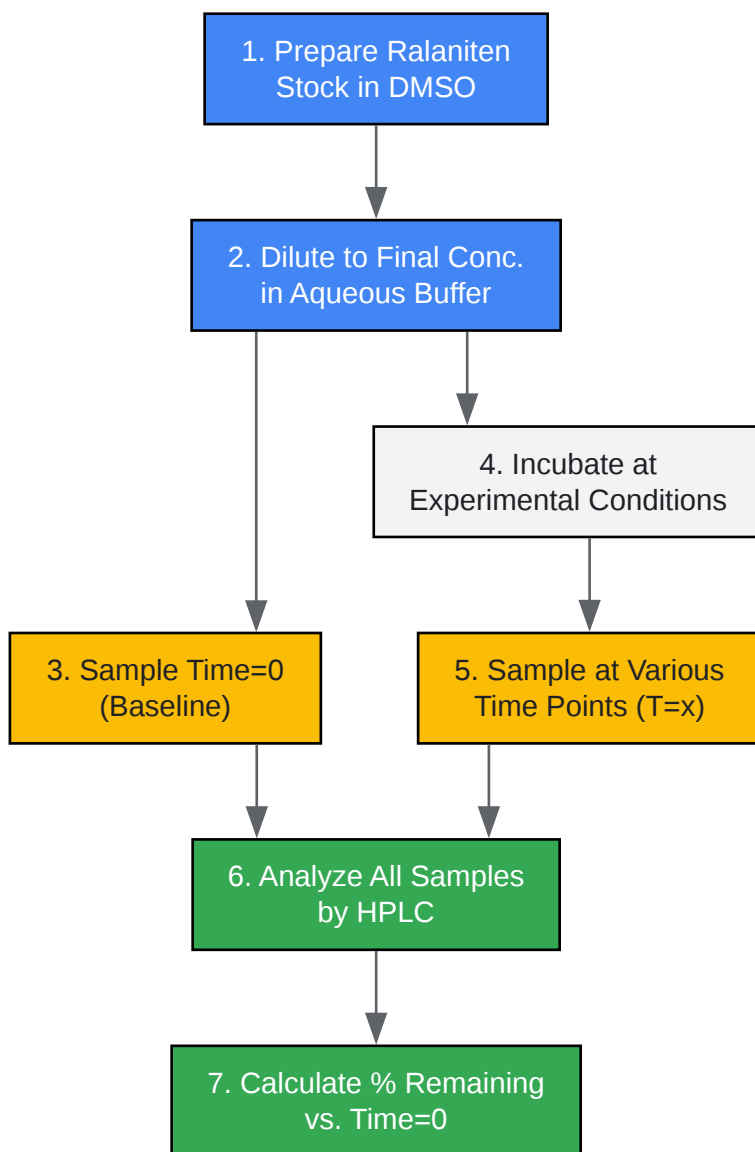 1. Prepare Ralaniten
Stock in DMSO
2. Dilute to Final Conc.
in Aqueous Buffer
4. Incubate at
Experimental Conditions
3. Sample Time=0
(Baseline)
5. Sample at Various
Time Points (T=x)
6. Analyze All Samples
by HPLC
7. Calculate % Remaining
vs. Time=0